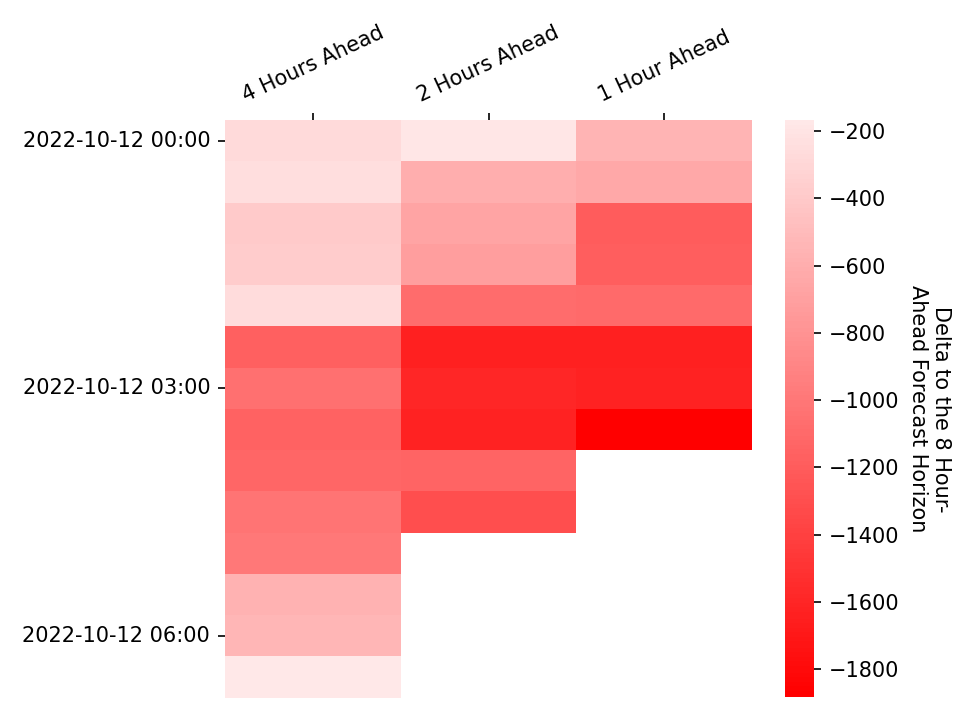 4 Hours Ahead
2 Hours Ahead
1 Hour Ahead
2022-10-12 00:00
2022-10-12 03:00
2022-10-12 06:00
−200
−400
−600
−800
−1000
−1200
−1400
−1600
−1800
Delta to the 8 Hour-
Ahead Forecast Horizon